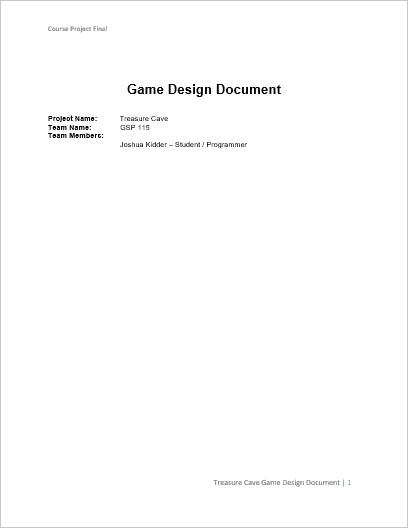 Course Project Final
Game Design Document
Project Name: Treasure Cave
Team Name: GSP 115
Team Members:
Joshua Kidder – Student / Programmer
Treasure Cave Game Design Document | 1